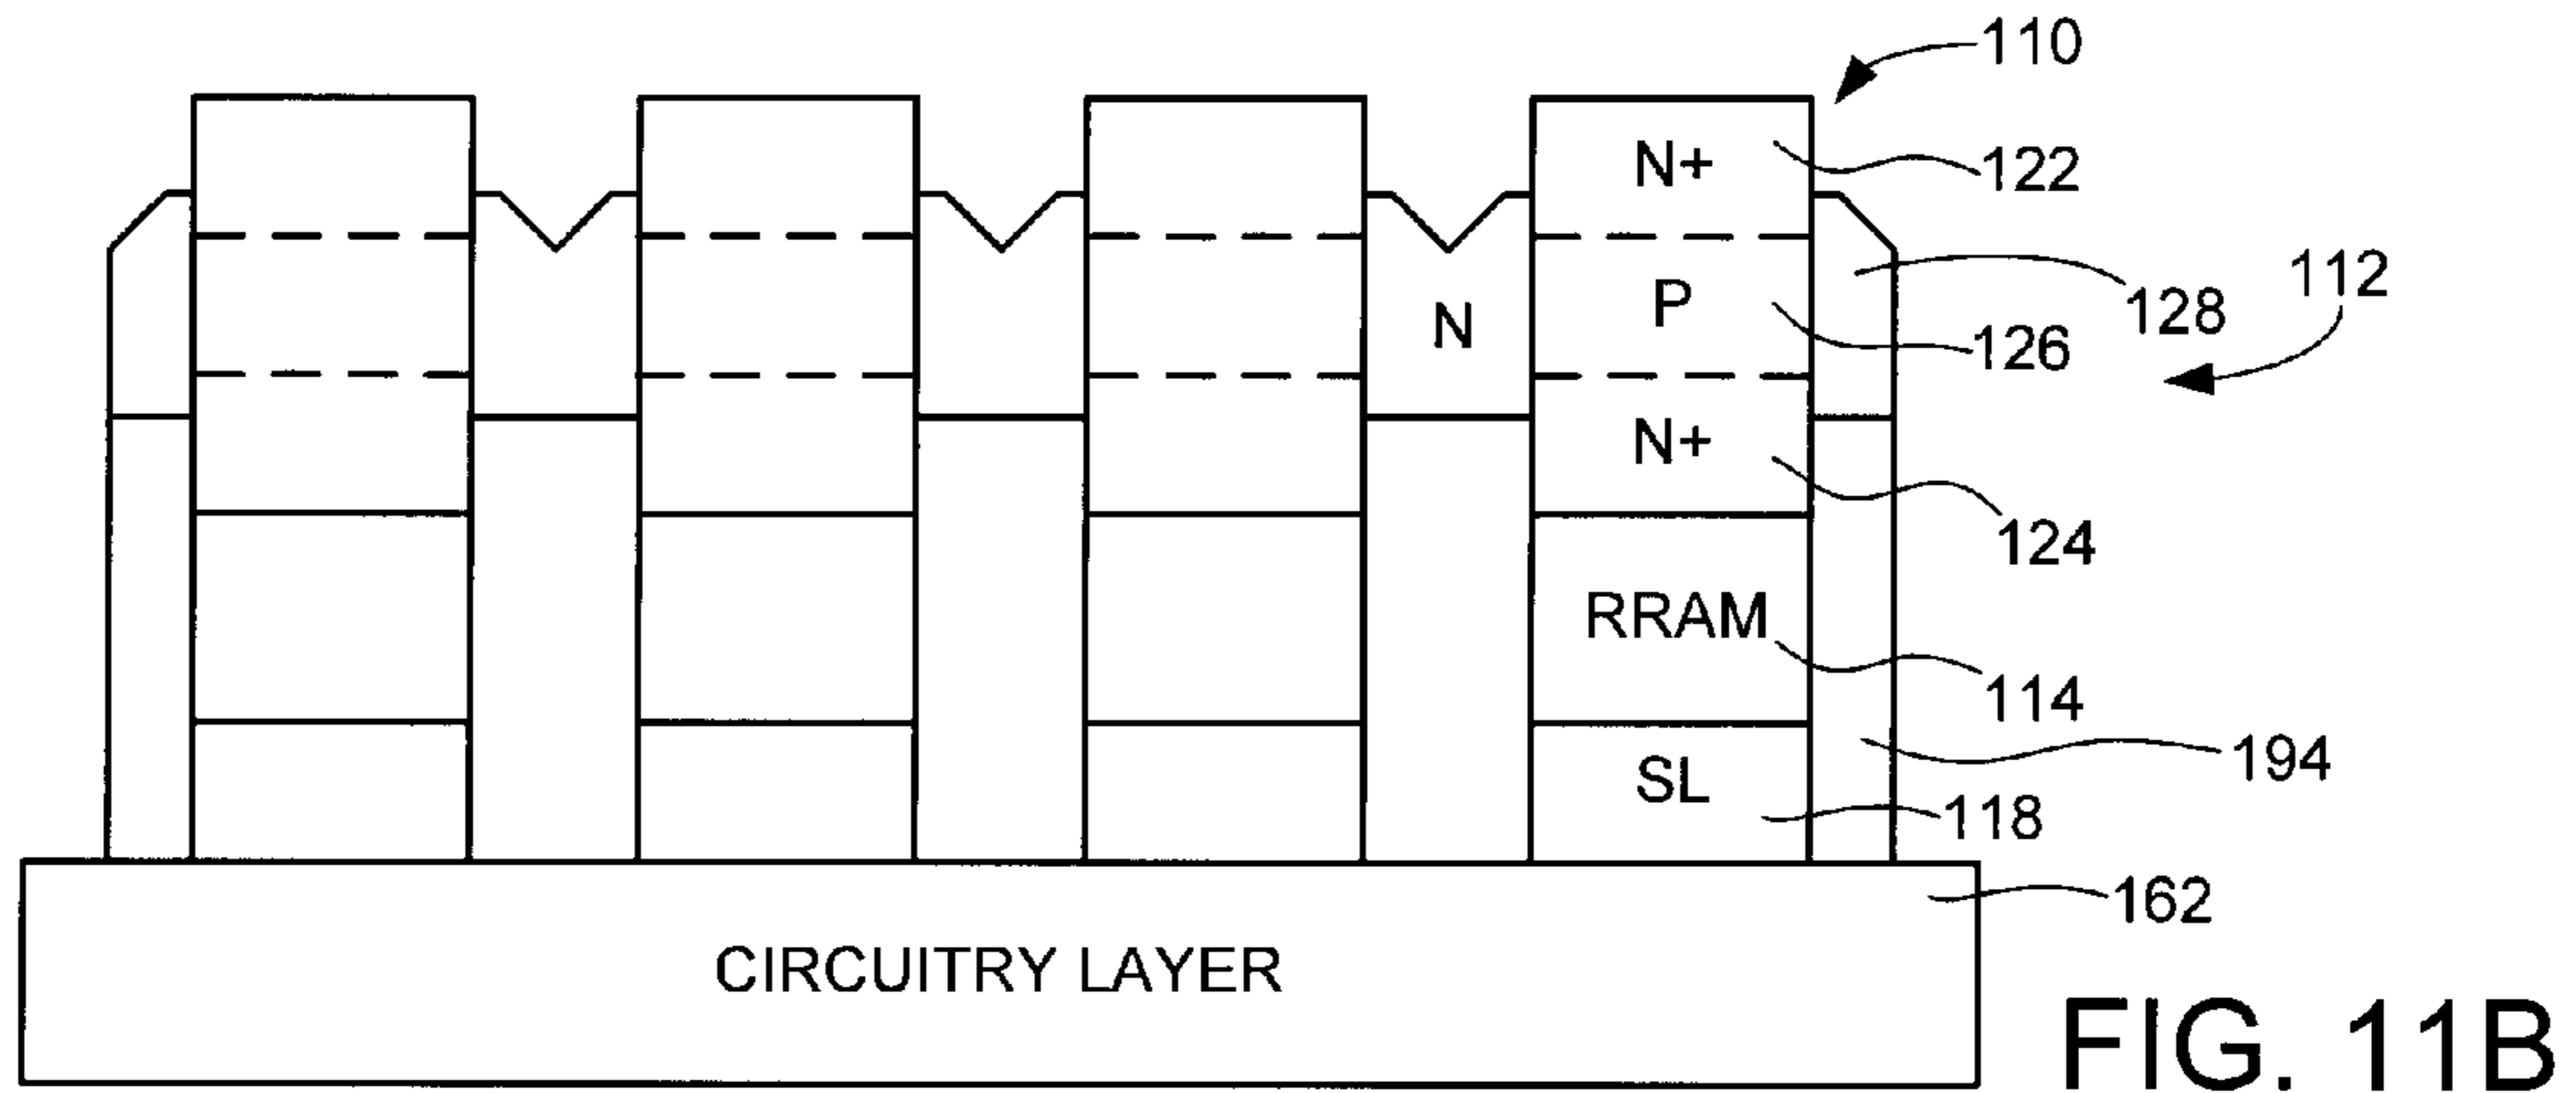 110
N+
122
112
P
128
N
126
N+
124
RRAM
114
194
SL
118
162
CIRCUITRY LAYER
FIG. 11B